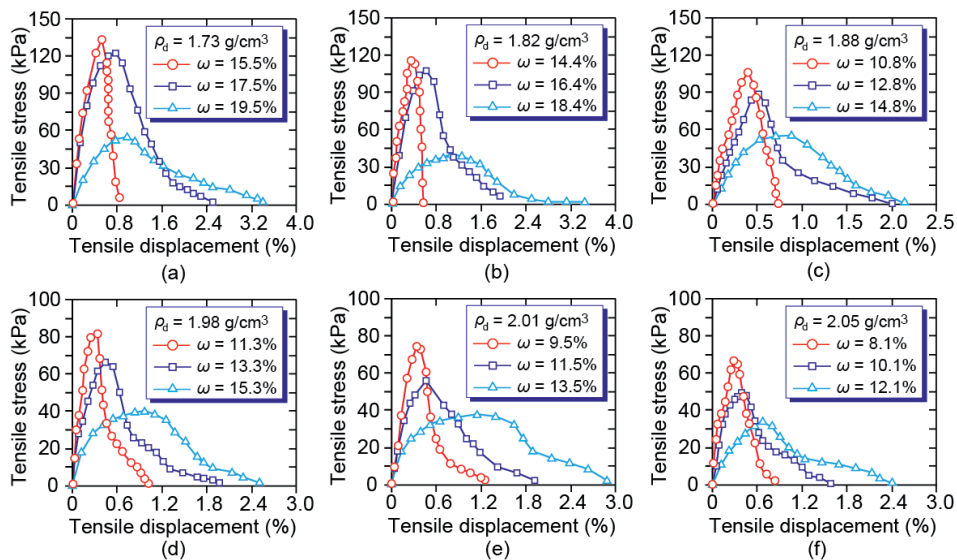 Tensile stress (kPa)
150
120
90
60
30
0
ρd = 1.73 g/cm³
ω = 15.5%
ω = 17.5%
ω = 19.5%
0 0.8 1.6 2.4 3.2 4.0
Tensile displacement (%)
(a)
150
120
90
60
30
0
ρd = 1.82 g/cm³
ω = 14.4%
ω = 16.4%
ω = 18.4%
0 0.8 1.6 2.4 3.2 4.0
Tensile displacement (%)
(b)
Tensile stress (kPa)
150
120
90
60
30
0
ρd = 1.88 g/cm³
ω = 10.8%
ω = 12.8%
ω = 14.8%
0 0.5 1.0 1.5 2.0 2.5
Tensile displacement (%)
(c)
Tensile stress (kPa)
100
80
60
40
20
0
ρd = 1.98 g/cm³
ω = 11.3%
ω = 13.3%
ω = 15.3%
0 0.6 1.2 1.8 2.4 3.0
Tensile displacement (%)
(d)
Tensile stress (kPa)
100
80
60
40
20
0
ρd = 2.01 g/cm³
ω = 9.5%
ω = 11.5%
ω = 13.5%
0 0.6 1.2 1.8 2.4 3.0
Tensile displacement (%)
(e)
Tensile stress (kPa)
100
80
60
40
20
0
ρd = 2.05 g/cm³
ω = 8.1%
ω = 10.1%
ω = 12.1%
0 0.6 1.2 1.8 2.4 3.0
Tensile displacement (%)
(f)